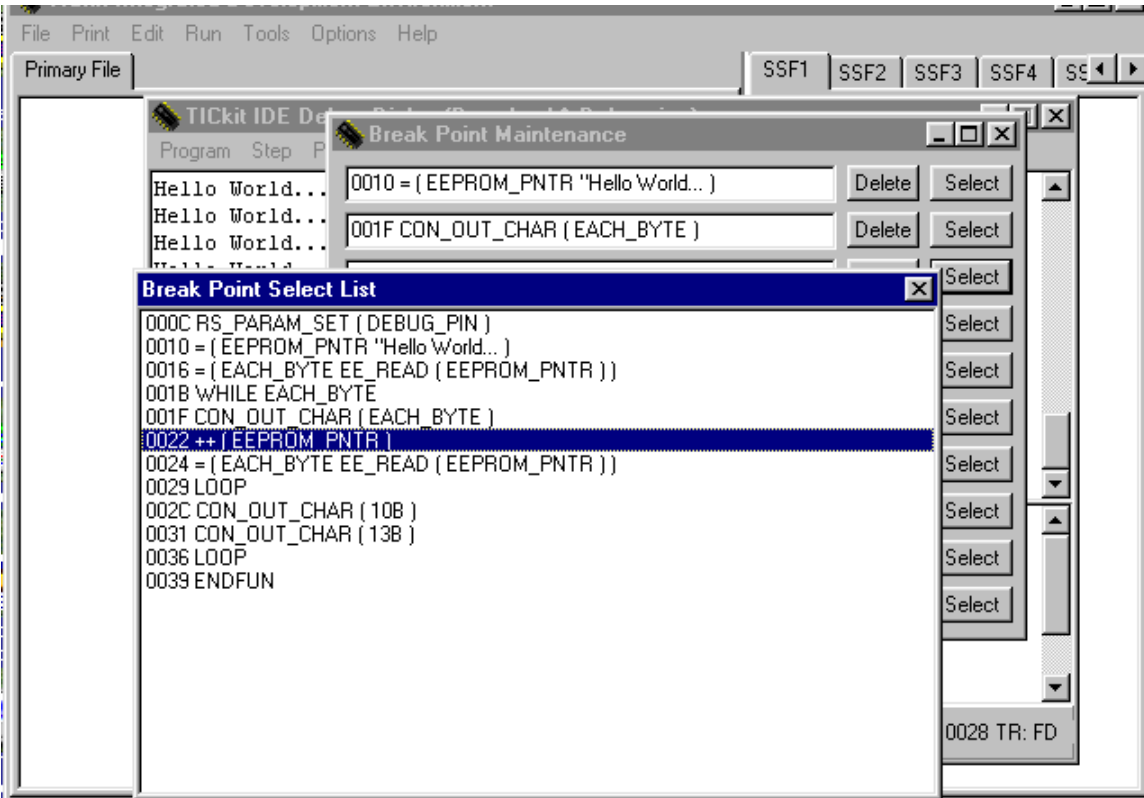 File Print Edit Run Tools Options Help
Primary File
SSF1 SSF2 SSF3 SSF4
TICkit IDE
Break Point Maintenance
Program Step
Hello World...
0010 = ( EEPROM_PNTR "Hello World... )
Delete Select
Hello World...
001F CON_OUT_CHAR ( EACH_BYTE )
Delete Select
Hello World...
Break Point Select List
Select
000C RS_PARAM_SET ( DEBUG_PIN )
0010 = ( EEPROM_PNTR "Hello World... )
0016 = ( EACH_BYTE EE_READ ( EEPROM_PNTR ) )
001B WHILE EACH_BYTE
001F CON_OUT_CHAR ( EACH_BYTE )
0022 ++ ( EEPROM_PNTR )
0024 = ( EACH_BYTE EE_READ ( EEPROM_PNTR ) )
0029 LOOP
002C CON_OUT_CHAR ( 10B )
0031 CON_OUT_CHAR ( 13B )
0036 LOOP
0039 ENDFUN
Select
Select
Select
Select
Select
Select
Select
0028 TR: FD